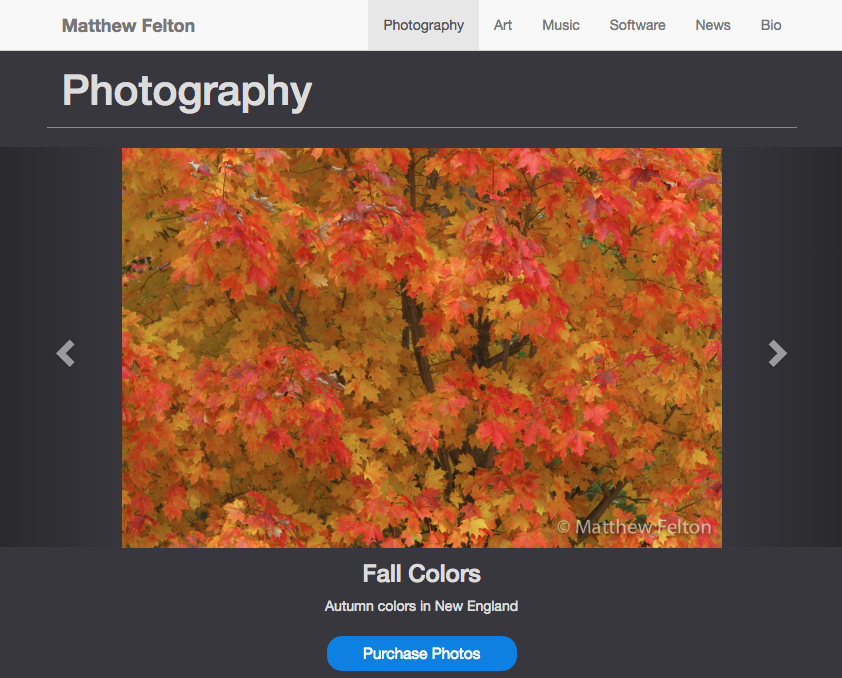 Matthew Felton
Photography Art Music Software News Bio
Photography
© Matthew Felton
Fall Colors
Autumn colors in New England
Purchase Photos